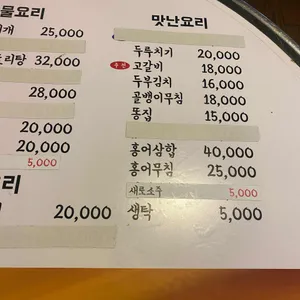 물요리
25,000
리탕 32,000
28,000
20,000
20,000
5,000
리
20,000
맛난요리
두루치기 20,000
추천 고갈비 18,000
두부김치 16,000
골뱅이무침 18,000
똥집 15,000
홍어삼합 40,000
홍어무침 25,000
새로소주 5,000
생탁 5,000